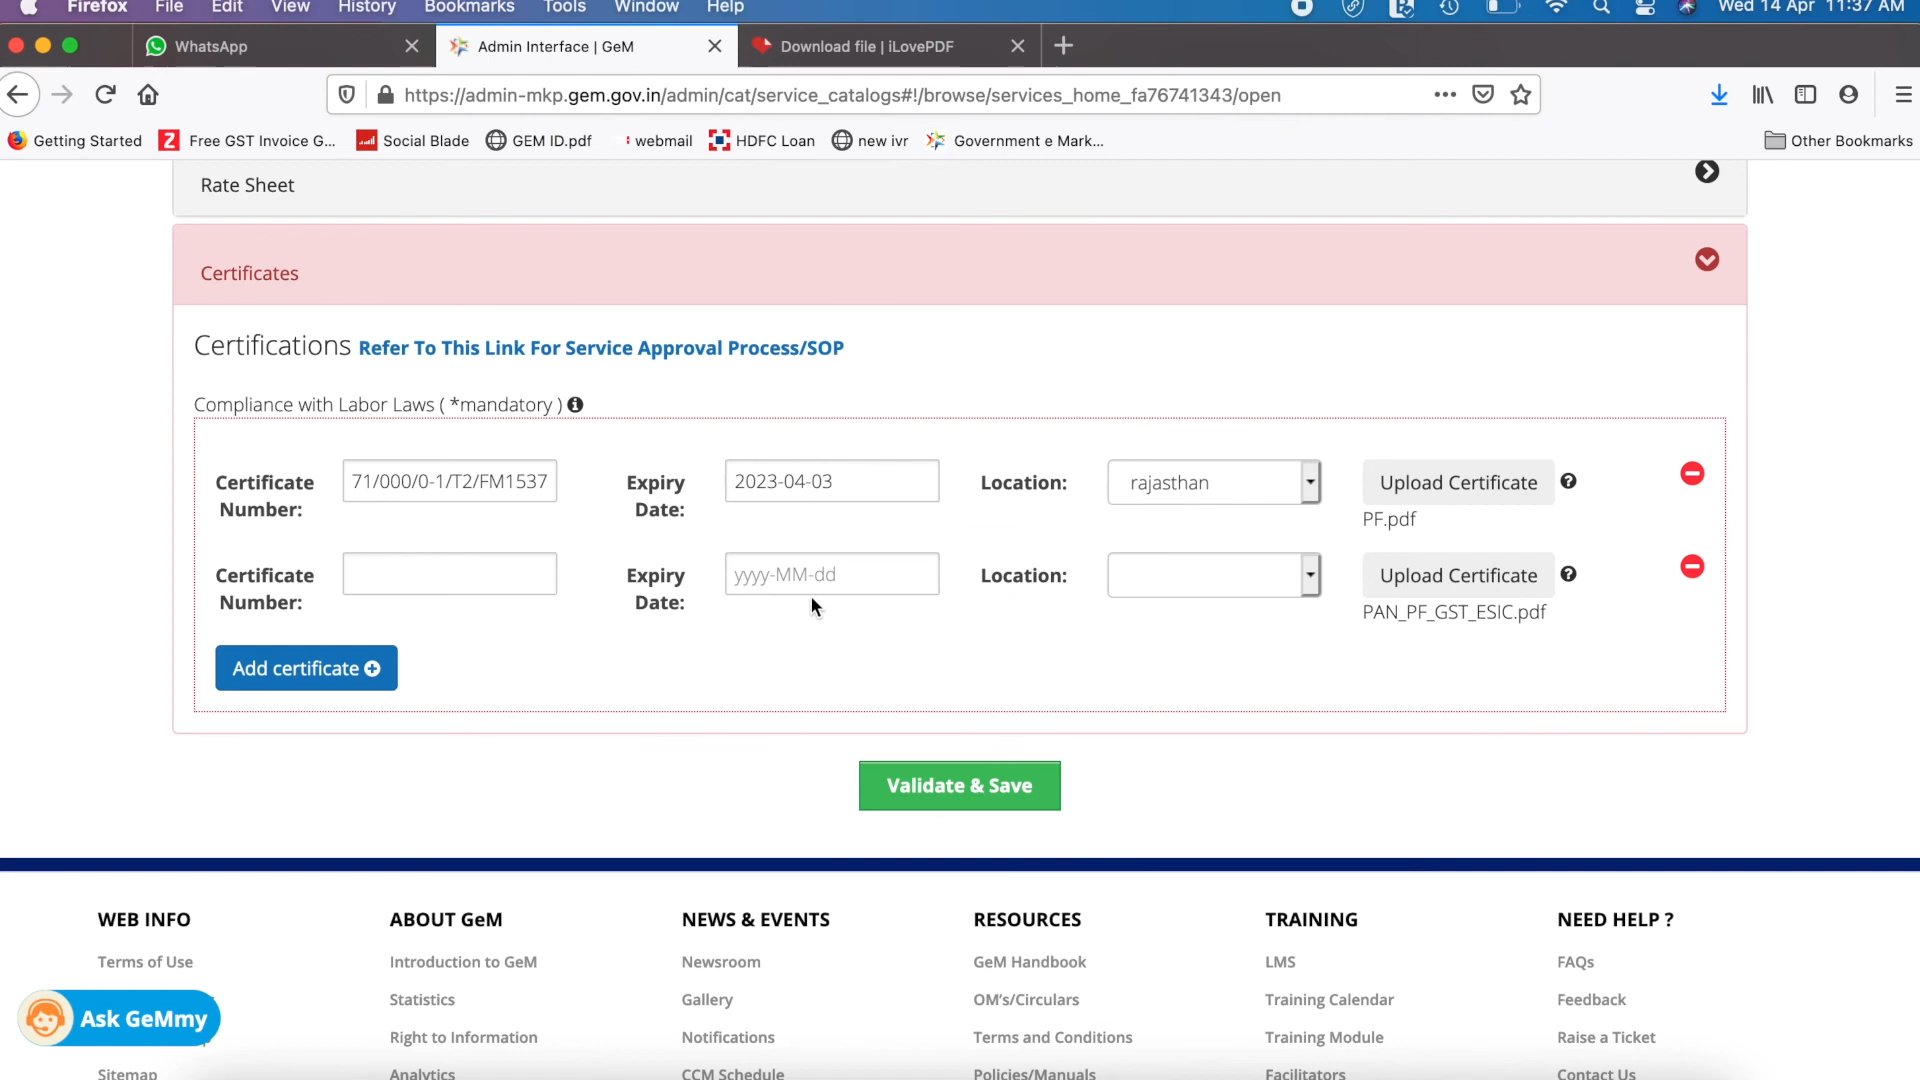 Firefox File Edit View History Bookmarks Tools Window Help Wed 14 Apr 11:37 AM
WhatsApp Admin Interface | GeM Download file | iLovePDF
https://admin-mkp.gem.gov.in/admin/cat/service_catalogs#!/browse/services_home_fa76741343/open
Getting Started Free GST Invoice G... Social Blade GEM ID.pdf webmail HDFC Loan new ivr Government e Mark... Other Bookmarks
Rate Sheet
Certificates
Certifications Refer To This Link For Service Approval Process/SOP
Compliance with Labor Laws ( *mandatory )
Certificate Number: 71/000/0-1/T2/FM1537 Expiry Date: 2023-04-03 Location: rajasthan Upload Certificate
PF.pdf
Certificate Number: Expiry Date: yyyy-MM-dd Location: Upload Certificate
PAN_PF_GST_ESIC.pdf
Add certificate
Validate & Save
WEB INFO ABOUT GeM NEWS & EVENTS RESOURCES TRAINING NEED HELP ?
Terms of Use Introduction to GeM Newsroom GeM Handbook LMS FAQs
Statistics Gallery OM's/Circulars Training Calendar Feedback
Ask GeMmy
Right to Information Notifications Terms and Conditions Training Module Raise a Ticket
Sitemap Analytics CCM Schedule Policies/Manuals Facilitators Contact Us